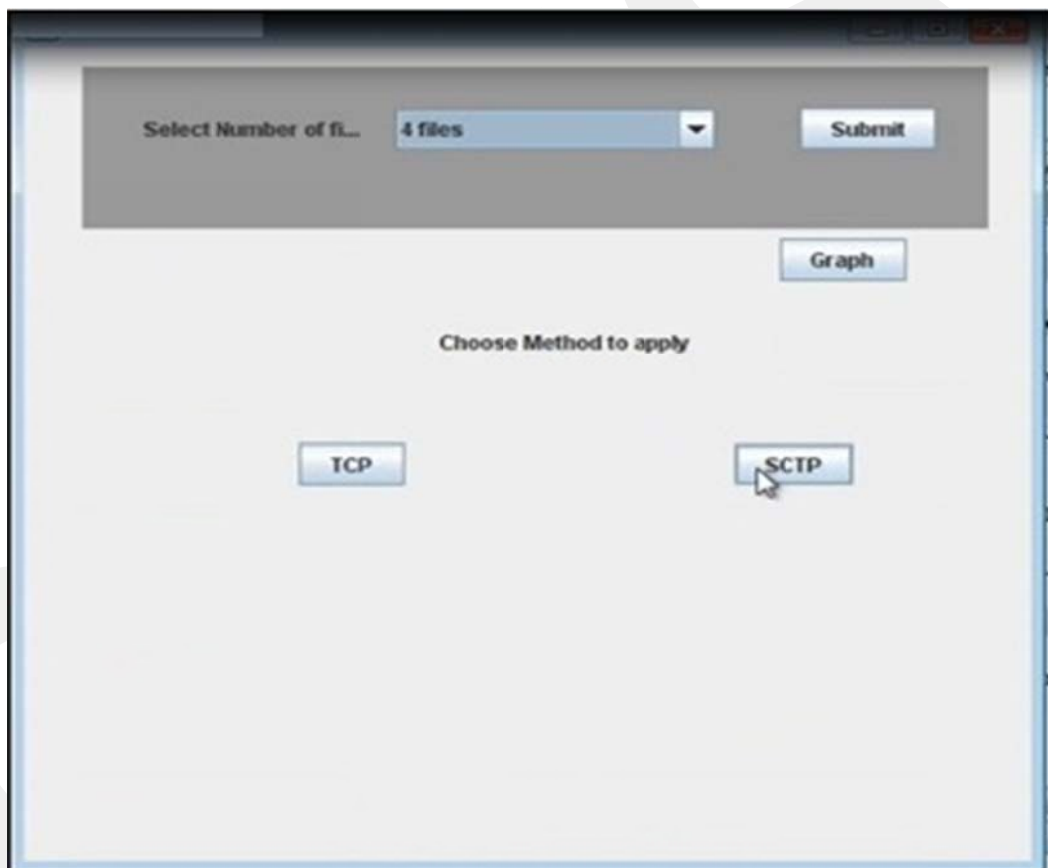 Select Number of fi... 4 files Submit
Graph
Choose Method to apply
TCP SCTP